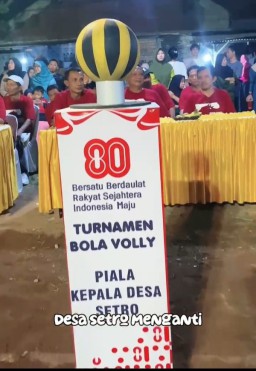 80
Bersatu Berdaulat
Rakyat Sejahtera
Indonesia Maju
TURNAMEN
BOLA VOLLY
PIALA
KEPALA DESA
SETRO
Desa Setro Menganti